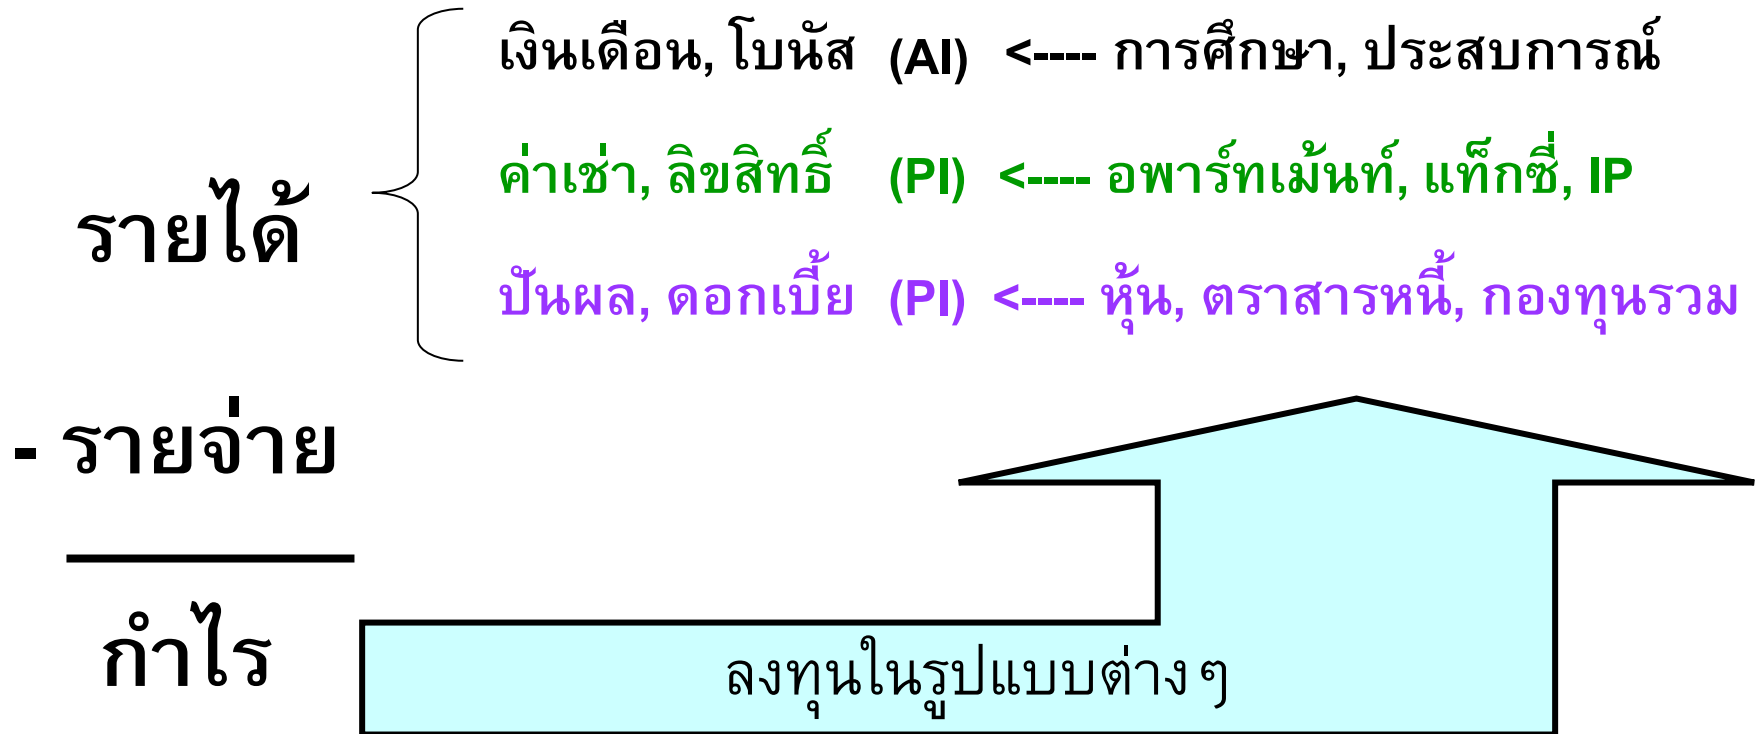 เงินเดือน, โบนัส (AI) <---- การศึกษา, ประสบการณ์
ค่าเช่า, ลิขสิทธิ์ (PI) <---- อพาร์ทเม้นท์, แท็กซี่, IP
รายได้
ปันผล, ดอกเบี้ย (PI) <---- หุ้น, ตราสารหนี้, กองทุนรวม
- รายจ่าย
กำไร
ลงทุนในรูปแบบต่าง ๆ